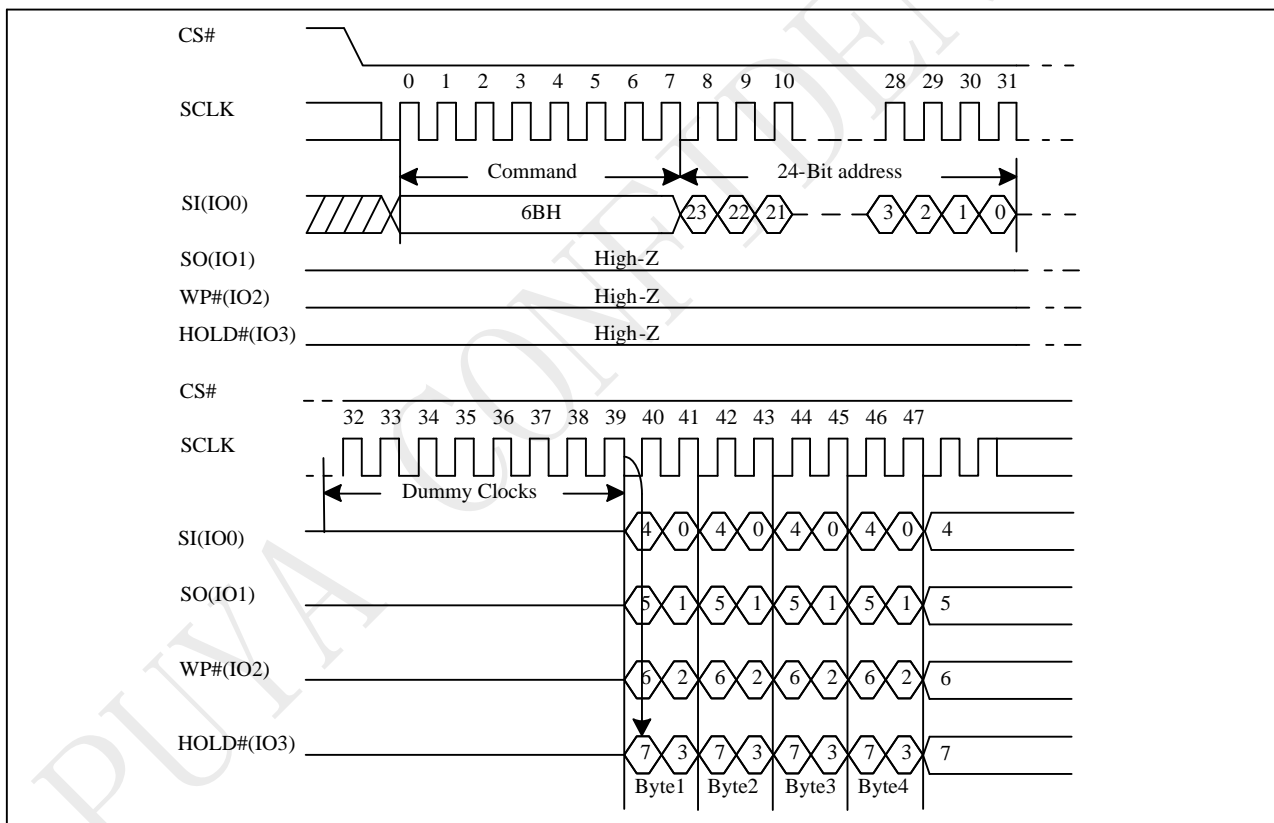 CS#
0 1 2 3 4 5 6 7 8 9 10 28 29 30 31
SCLK
Command 24-Bit address
SI(IO0) 6BH 23 22 21 3 2 1 0
SO(IO1) High-Z
WP#(IO2) High-Z
HOLD#(IO3) High-Z
CS#
32 33 34 35 36 37 38 39 40 41 42 43 44 45 46 47
SCLK
Dummy Clocks
SI(IO0) 4 0 4 0 4 0 4 0 4
SO(IO1) 5 1 5 1 5 1 5 1 5
WP#(IO2) 6 2 6 2 6 2 6 2 6
HOLD#(IO3) 7 3 7 3 7 3 7 3 7
Byte1 Byte2 Byte3 Byte4
PUYA CONFIDEN